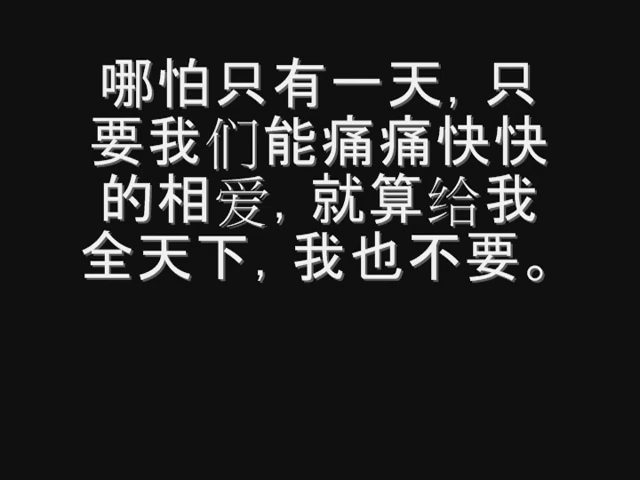 哪怕只有一天，只
要我们能痛痛快快
的相爱，就算给我
全天下，我也不要。